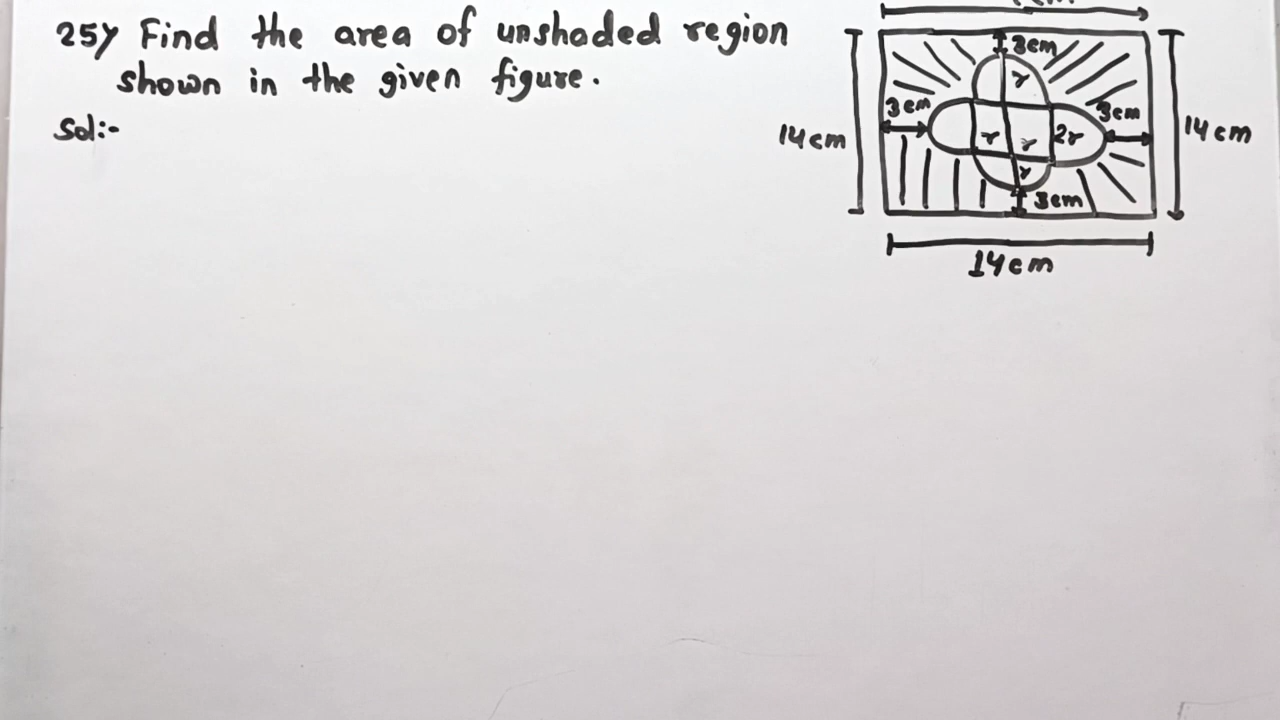 25y Find the area of unshaded region
shown in the given figure.
Sol:-
3cm
r
3cm
3cm
14cm
r
r
2r
14cm
r
3cm
14cm